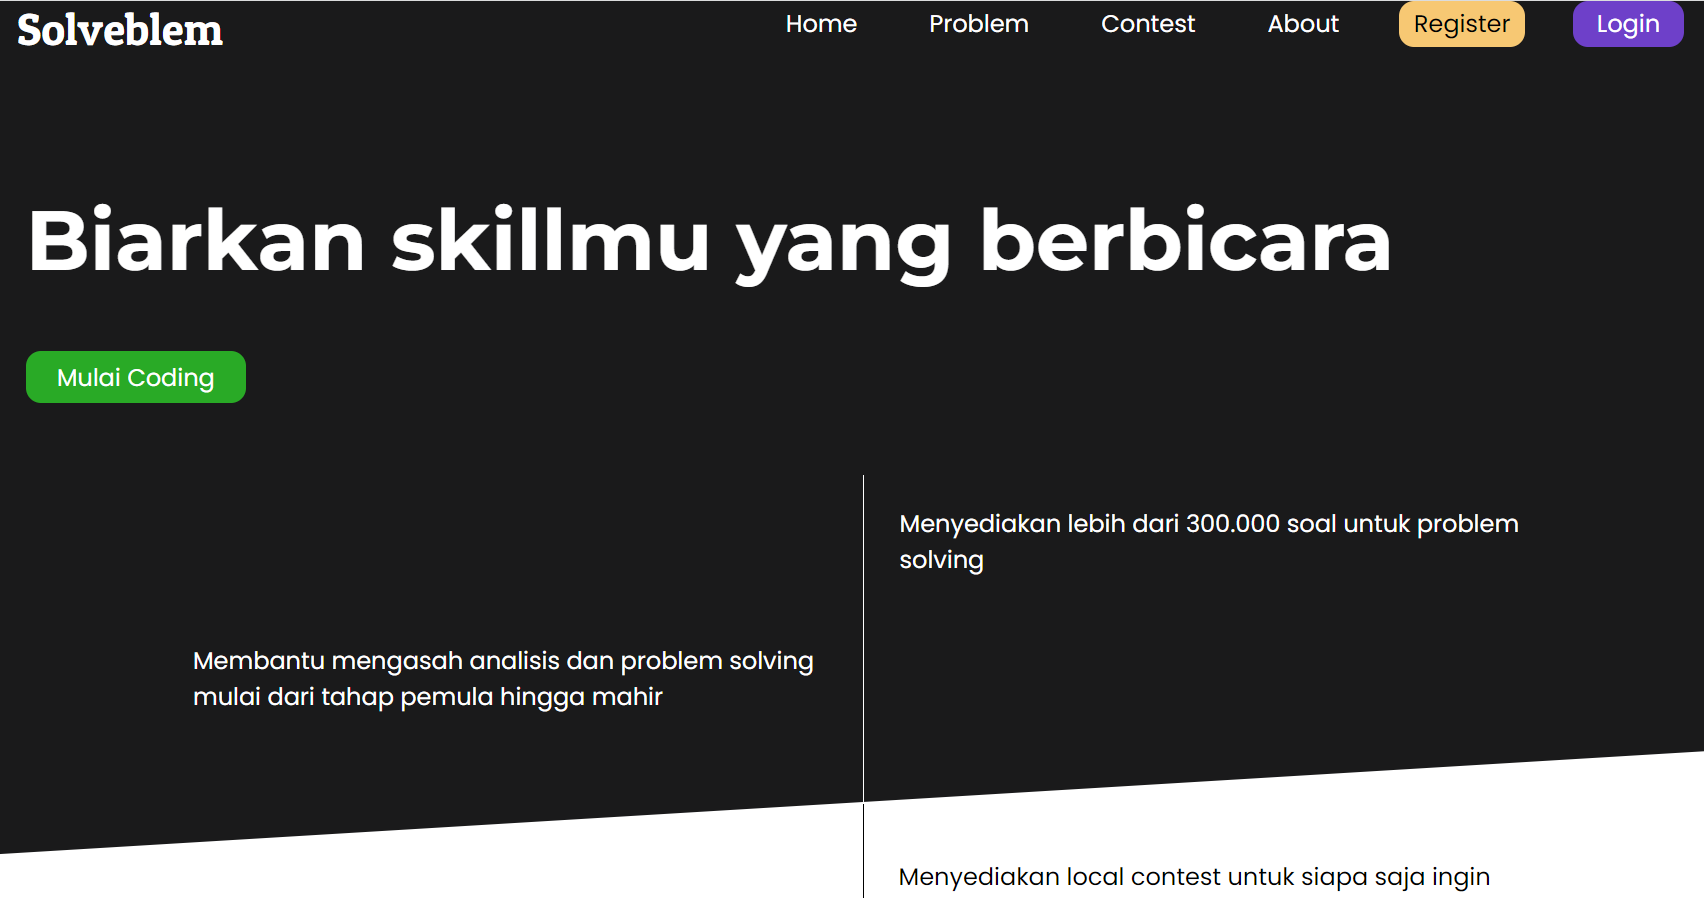 Solveblem
Home
Problem
Contest
About
Register
Login
Biarkan skillmu yang berbicara
Mulai Coding
Menyediakan lebih dari 300.000 soal untuk problem
solving
Membantu mengasah analisis dan problem solving
mulai dari tahap pemula hingga mahir
Menyediakan local contest untuk siapa saja ingin